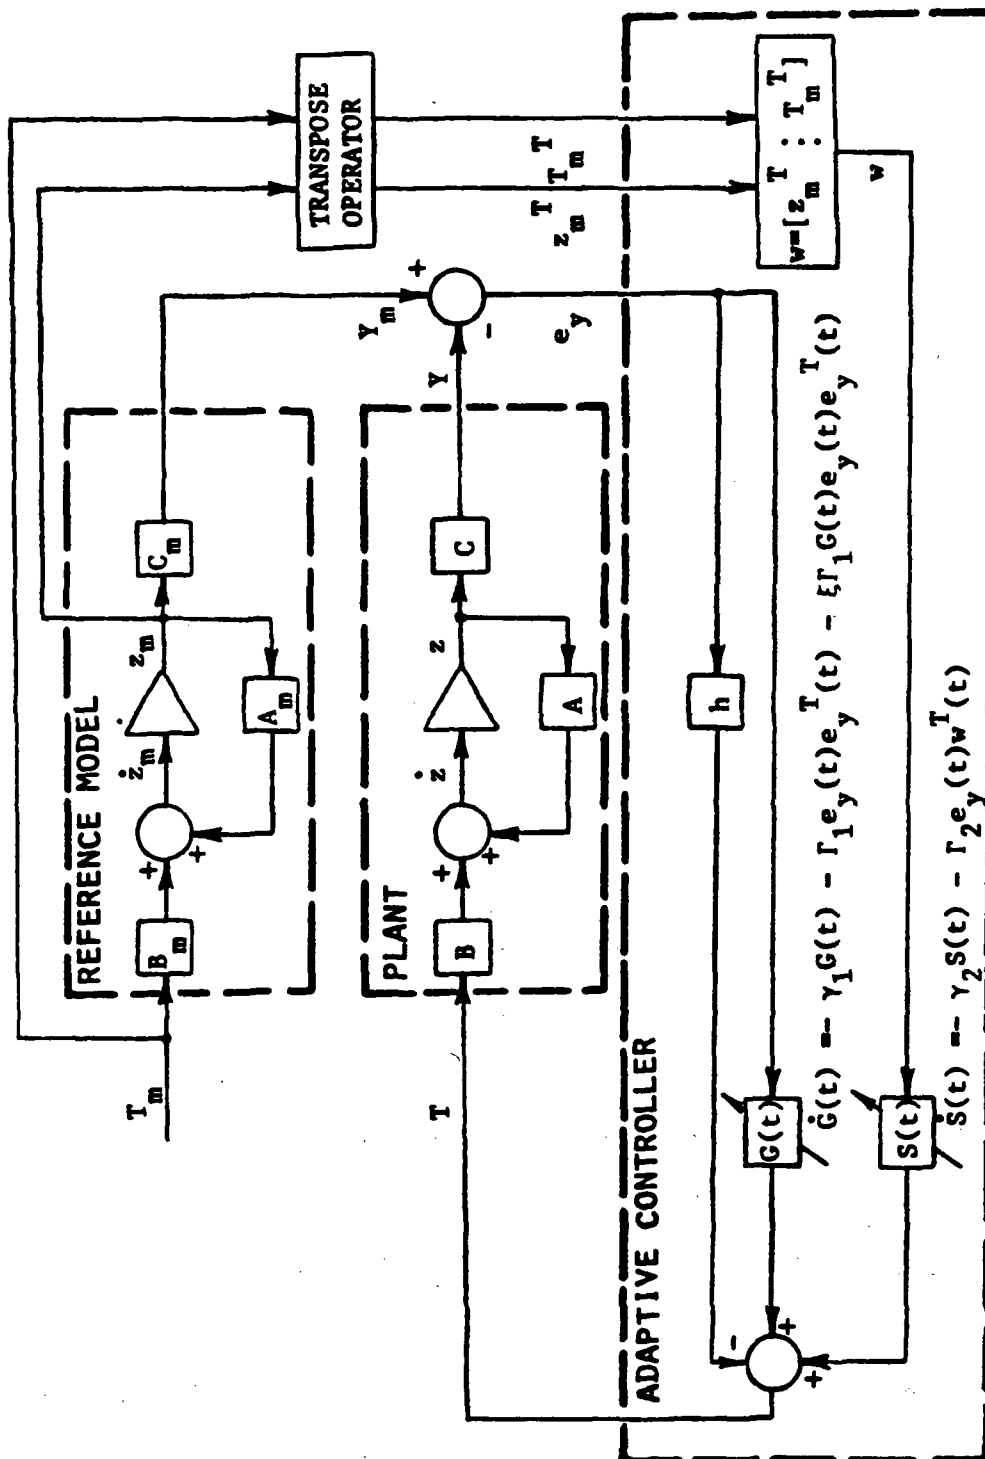 TRANSPOSE
OPERATOR
REFERENCE MODEL
T_m
B_m
+
+
ż_m
z_m
A_m
C_m
Y_m
+
-
e_y
z_m^T
T_m^T
PLANT
T
B
+
+
ż
z
A
C
Y
ADAPTIVE CONTROLLER
w=[z_m^T : T_m^T]
w
h
-
+
+
G(t)
Ġ(t) =- γ_1G(t) - Γ_1e_y(t)e_y^T(t) - ξΓ_1G(t)e_y(t)e_y^T(t)
S(t)
Ṡ(t) =- γ_2S(t) - Γ_2e_y(t)w^T(t)